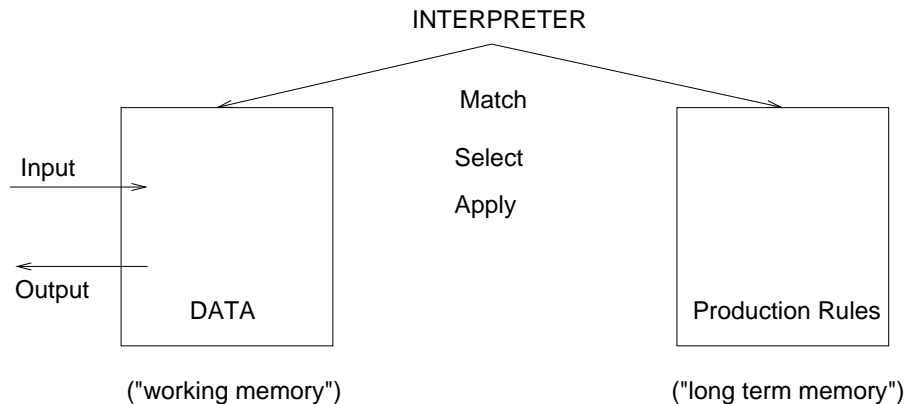 INTERPRETER
Match
Select
Apply
Input
Output
DATA
Production Rules
("working memory")
("long term memory")